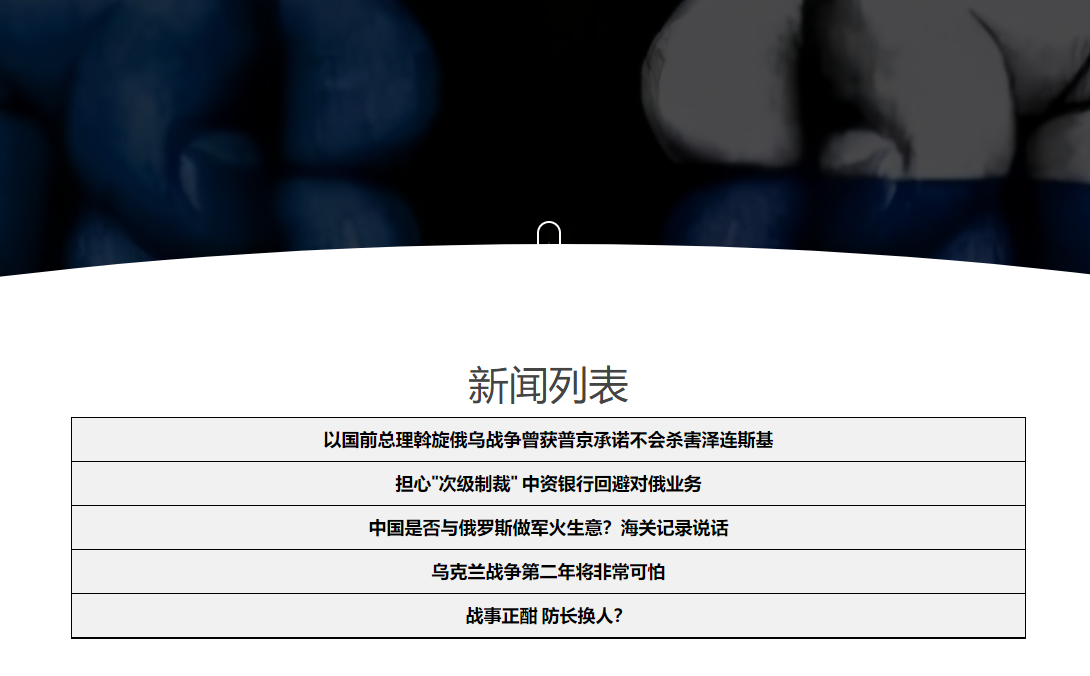 新闻列表
以国前总理斡旋俄乌战争曾获普京承诺不会杀害泽连斯基
担心"次级制裁" 中资银行回避对俄业务
中国是否与俄罗斯做军火生意？海关记录说话
乌克兰战争第二年将非常可怕
战事正酣 防长换人？